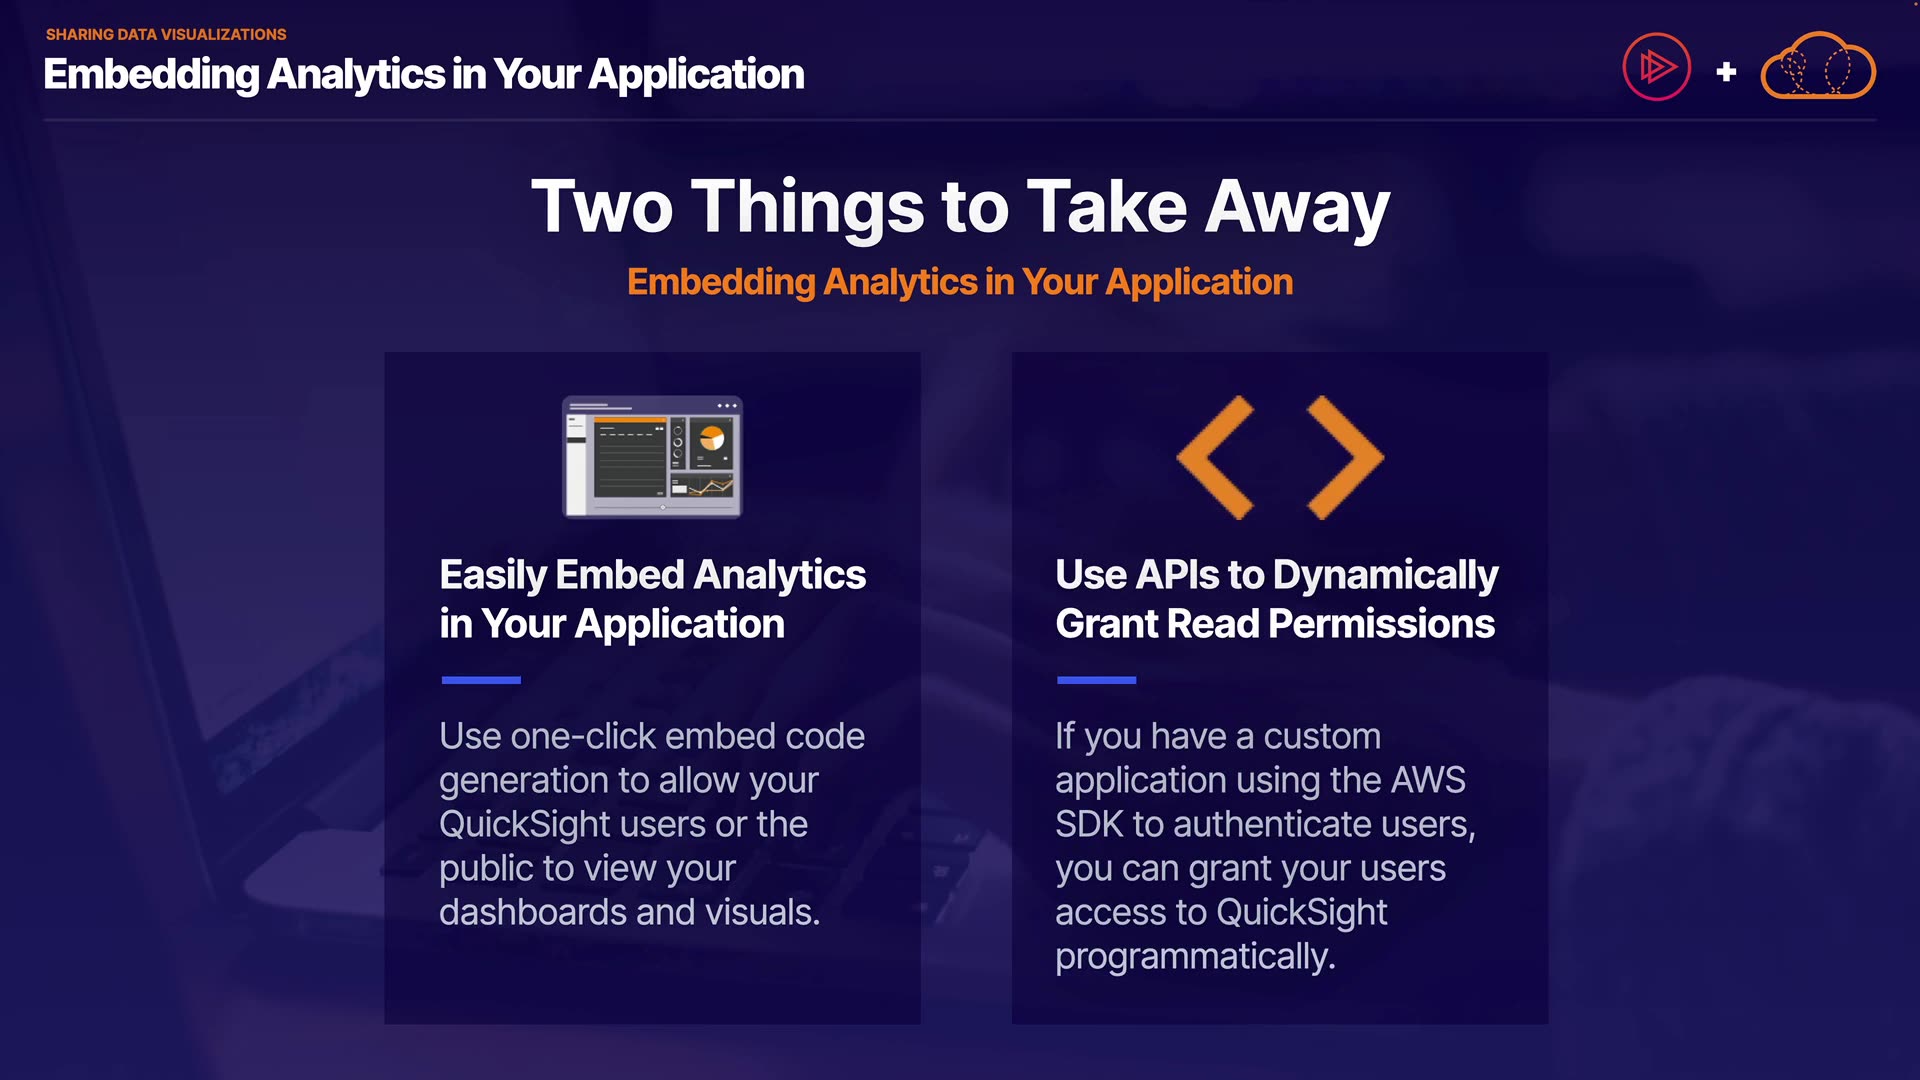 SHARING DATA VISUALIZATIONS
Embedding Analytics in Your Application
+
Two Things to Take Away
Embedding Analytics in Your Application
Easily Embed Analytics
in Your Application
Use one-click embed code
generation to allow your
QuickSight users or the
public to view your
dashboards and visuals.
Use APIs to Dynamically
Grant Read Permissions
If you have a custom
application using the AWS
SDK to authenticate users,
you can grant your users
access to QuickSight
programmatically.